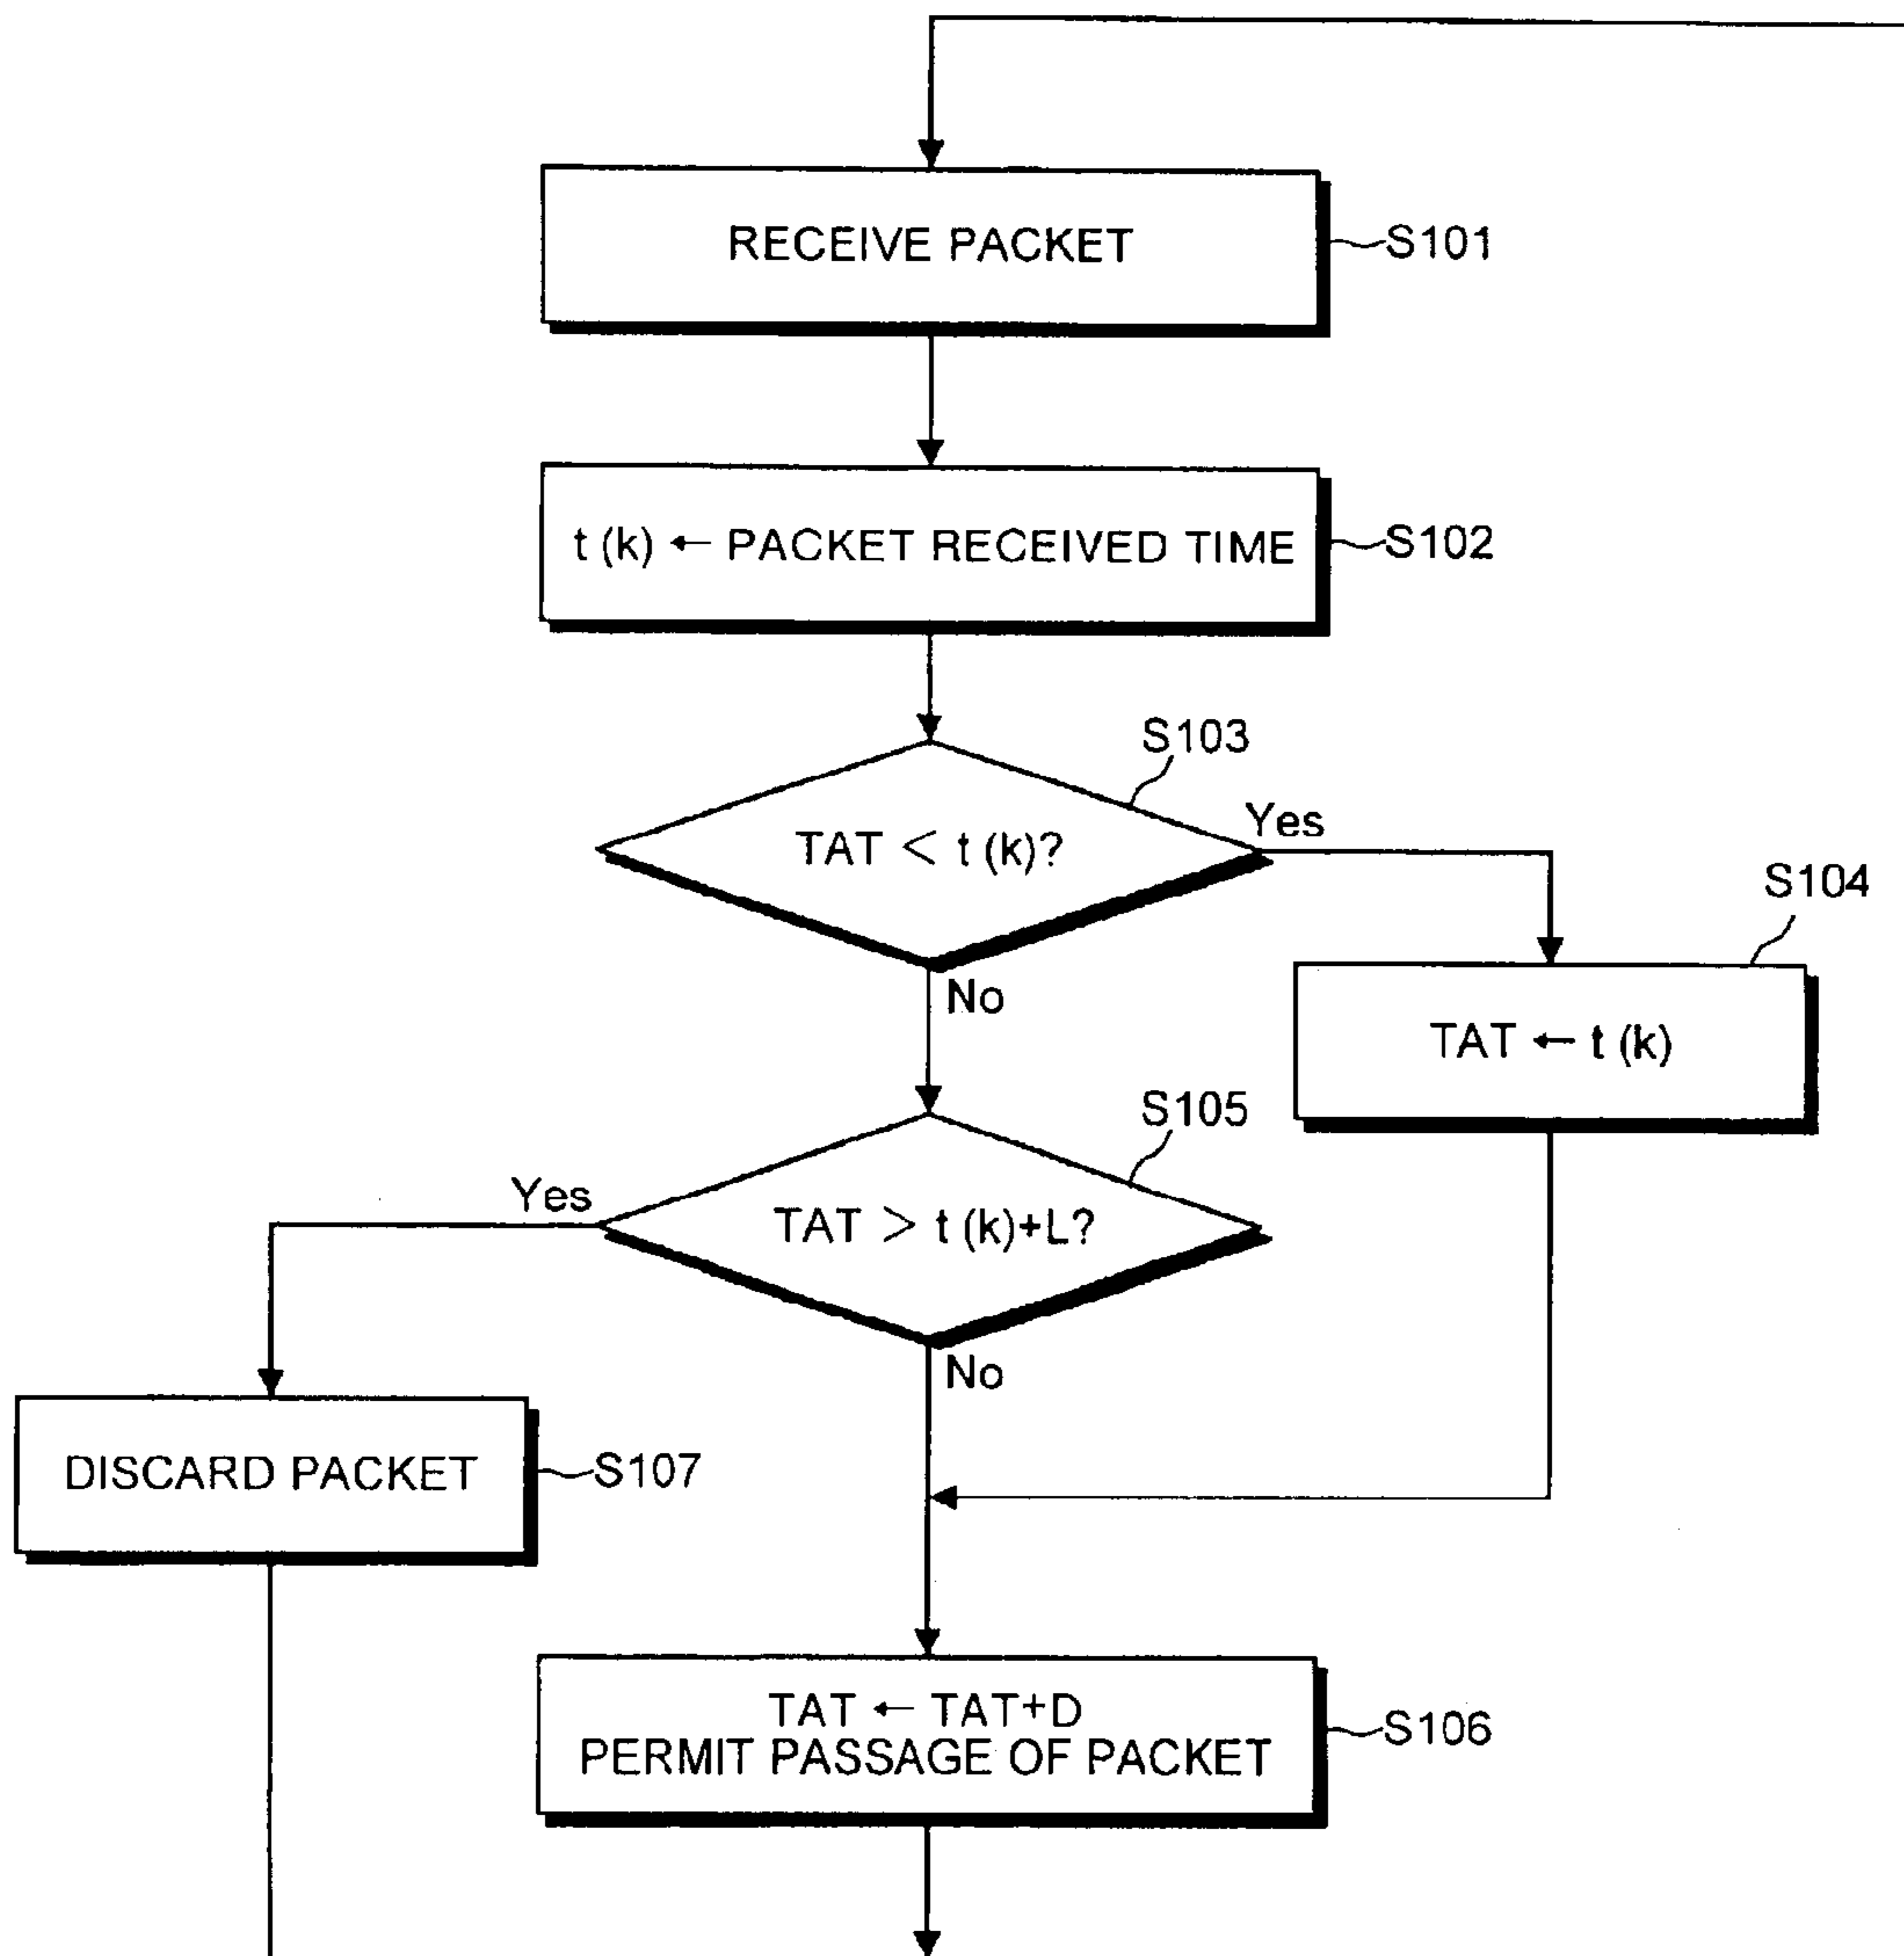 RECEIVE PACKET
S101
t (k) ← PACKET RECEIVED TIME
S102
S103
TAT < t (k)?
Yes
No
S104
TAT ← t (k)
S105
TAT > t (k)+L?
Yes
No
DISCARD PACKET
S107
TAT ← TAT+D
PERMIT PASSAGE OF PACKET
S106